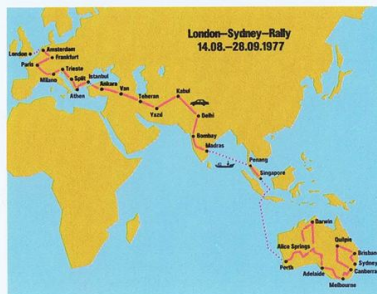 London–Sydney–Rally
14.08.–28.09.1977
Amsterdam
London
Frankfurt
Paris
Trieste
Milano
Split
Istanbul
Athen
Ankara
Van
Teheran
Yazd
Kabul
Delhi
Bombay
Madras
Penang
Singapore
Darwin
Alice Springs
Quilpie
Brisban
Sydney
Canberra
Perth
Adelaide
Melbourne